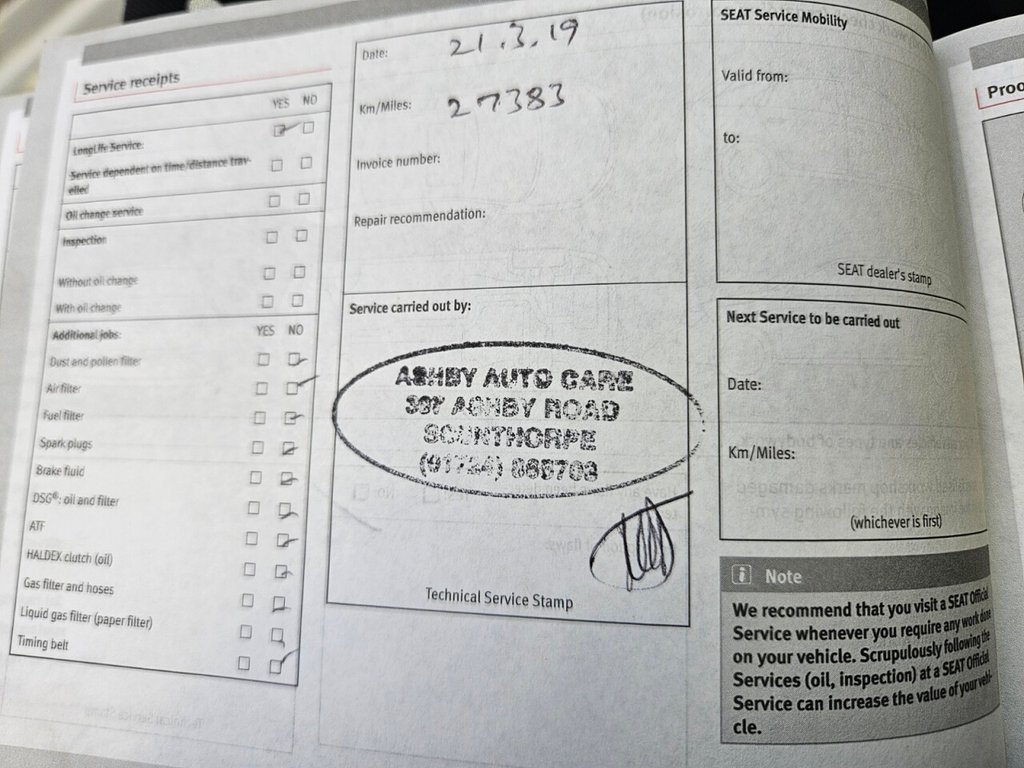 Service receipts
YES NO
LongLife Service:
Service dependent on time/distance trav-
elled
Oil change service
Inspection
Without oil change
With oil change
Additional jobs: YES NO
Dust and pollen filter
Air filter
Fuel filter
Spark plugs
Brake fluid
DSG®: oil and filter
ATF
HALDEX clutch (oil)
Gas filter and hoses
Liquid gas filter (paper filter)
Timing belt
Date: 21.3.19
Km/Miles: 27383
Invoice number:
Repair recommendation:
Service carried out by:
ASHBY AUTO CARE
ASHBY ROAD
SCUNTHORPE
(01724)
Technical Service Stamp
SEAT Service Mobility
Valid from:
to:
SEAT dealer's stamp
Next Service to be carried out
Date:
Km/Miles:
(whichever is first)
i Note
We recommend that you visit a SEAT Official
Service whenever you require any work done
on your vehicle. Scrupulously following the
Services (oil, inspection) at a SEAT Official
Service can increase the value of your vehi-
cle.